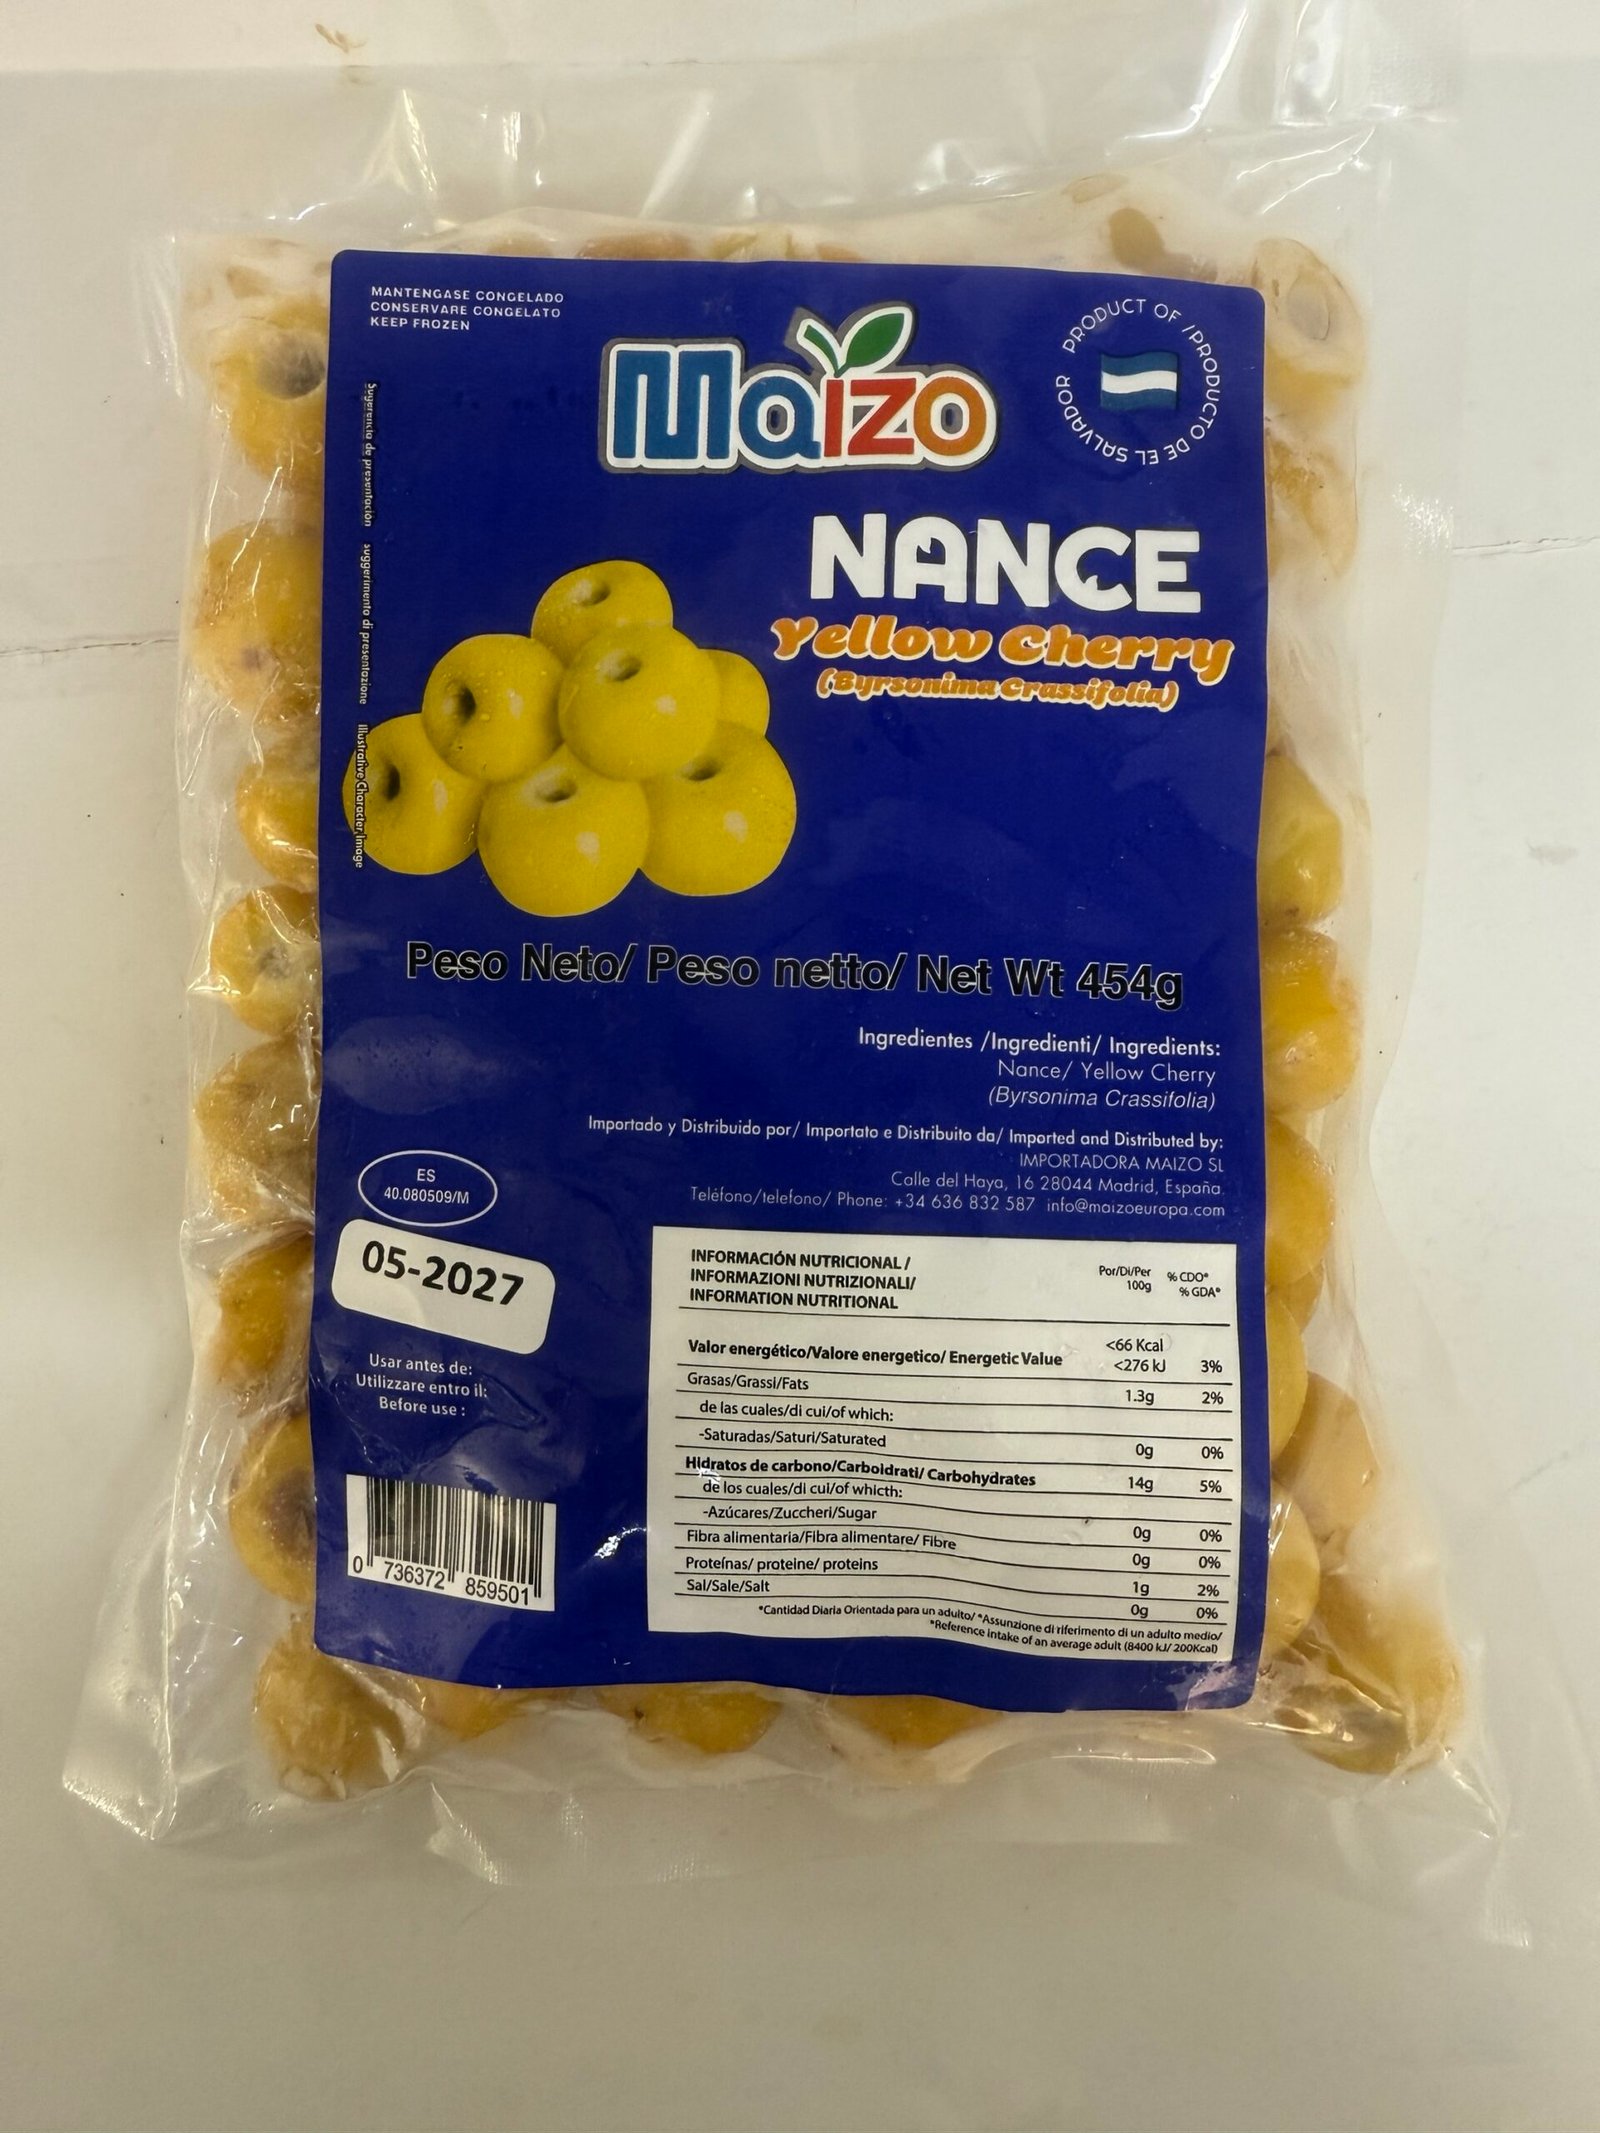 MANTENGASE CONGELADO
CONSERVARE CONGELATO
KEEP FROZEN
Maizo
PRODUCT OF /PRODUCTO DE EL SALVADOR
Sugerencia de presentación suggerimento di presentazione Illustrative Character Image
NANCE
Yellow Cherry
(Byrsonima Crassifolia)
Peso Neto/ Peso netto/ Net Wt 454g
Ingredientes /Ingredienti/ Ingredients:
Nance/ Yellow Cherry
(Byrsonima Crassifolia)
Importado y Distribuido por/ Importato e Distribuito da/ Imported and Distributed by:
IMPORTADORA MAIZO SL
Calle del Haya, 16 28044 Madrid, España.
Teléfono/telefono/ Phone: +34 636 832 587 info@maizoeuropa.com
ES
40.080509/M
05-2027
Usar antes de:
Utilizzare entro il:
Before use :
0 736372 859501
INFORMACIÓN NUTRICIONAL /
INFORMAZIONI NUTRIZIONALI/
INFORMATION NUTRITIONAL
Por/Di/Per 100g
% CDO*
% GDA*
Valor energético/Valore energetico/ Energetic Value <66 Kcal
<276 kJ 3%
Grasas/Grassi/Fats 1.3g 2%
de las cuales/di cui/of which:
-Saturadas/Saturi/Saturated 0g 0%
Hidratos de carbono/Carboidrati/ Carbohydrates 14g 5%
de los cuales/di cui/of whicth:
-Azúcares/Zuccheri/Sugar 0g 0%
Fibra alimentaria/Fibra alimentare/ Fibre 0g 0%
Proteínas/ proteine/ proteins 1g 2%
Sal/Sale/Salt 0g 0%
*Cantidad Diaria Orientada para un adulto/ *Assunzione di riferimento di un adulto medio/
*Reference intake of an average adult (8400 kJ/ 200Kcal)